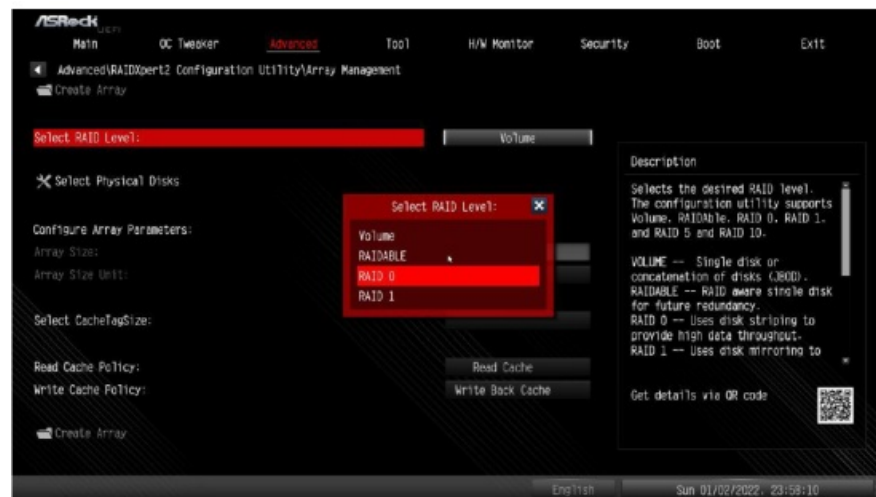 ASRock
UEFI
Main OC Tweaker Advanced Tool H/W Monitor Security Boot Exit
Advanced\RAIDXpert2 Configuration Utility\Array Management
Create Array
Select RAID Level: Volume
Select Physical Disks
Configure Array Parameters:
Array Size:
Array Size Unit:
Select CacheTagSize:
Read Cache Policy: Read Cache
Write Cache Policy: Write Back Cache
Create Array
Select RAID Level:
Volume
RAIDABLE
RAID 0
RAID 1
Description
Selects the desired RAID level.
The configuration utility supports
Volume, RAIDAble, RAID 0, RAID 1,
and RAID 5 and RAID 10.
VOLUME -- Single disk or
concatenation of disks (JBOD).
RAIDABLE -- RAID aware single disk
for future redundancy.
RAID 0 -- Uses disk striping to
provide high data throughput.
RAID 1 -- Uses disk mirroring to
Get details via QR code
English Sun 01/02/2022, 23:58:10